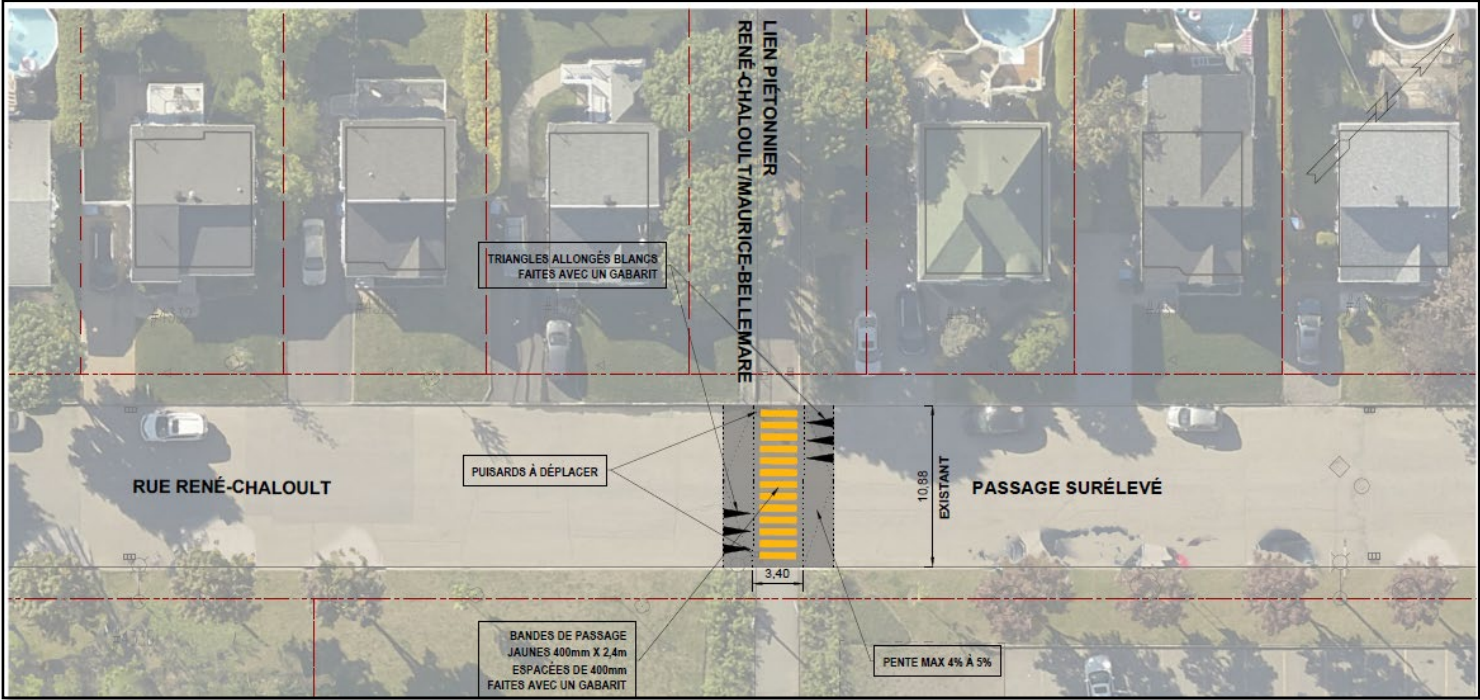 LIEN PIÉTONNIER
RENÉ-CHALOULT/MAURICE-BELLEMARE
TRIANGLES ALLONGÉS BLANCS
FAITES AVEC UN GABARIT
PUISARDS À DÉPLACER
RUE RENÉ-CHALOULT
10,88
EXISTANT
PASSAGE SURÉLEVÉ
3,40
BANDES DE PASSAGE
JAUNES 400mm X 2,4m
ESPACÉES DE 400mm
FAITES AVEC UN GABARIT
PENTE MAX 4% À 5%